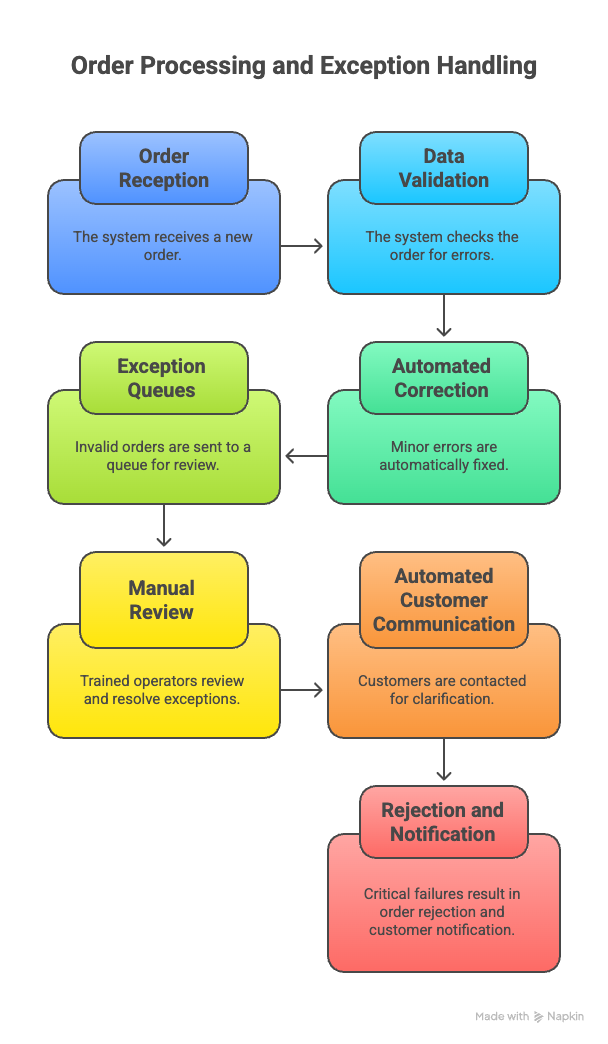 Order Processing and Exception Handling
Order
Reception
The system receives a new
order.
Data
Validation
The system checks the
order for errors.
Exception
Queues
Invalid orders are sent to a
queue for review.
Automated
Correction
Minor errors are
automatically fixed.
Manual
Review
Trained operators review
and resolve exceptions.
Automated
Customer
Communication
Customers are contacted
for clarification.
Rejection and
Notification
Critical failures result in
order rejection and
customer notification.
Made with Napkin